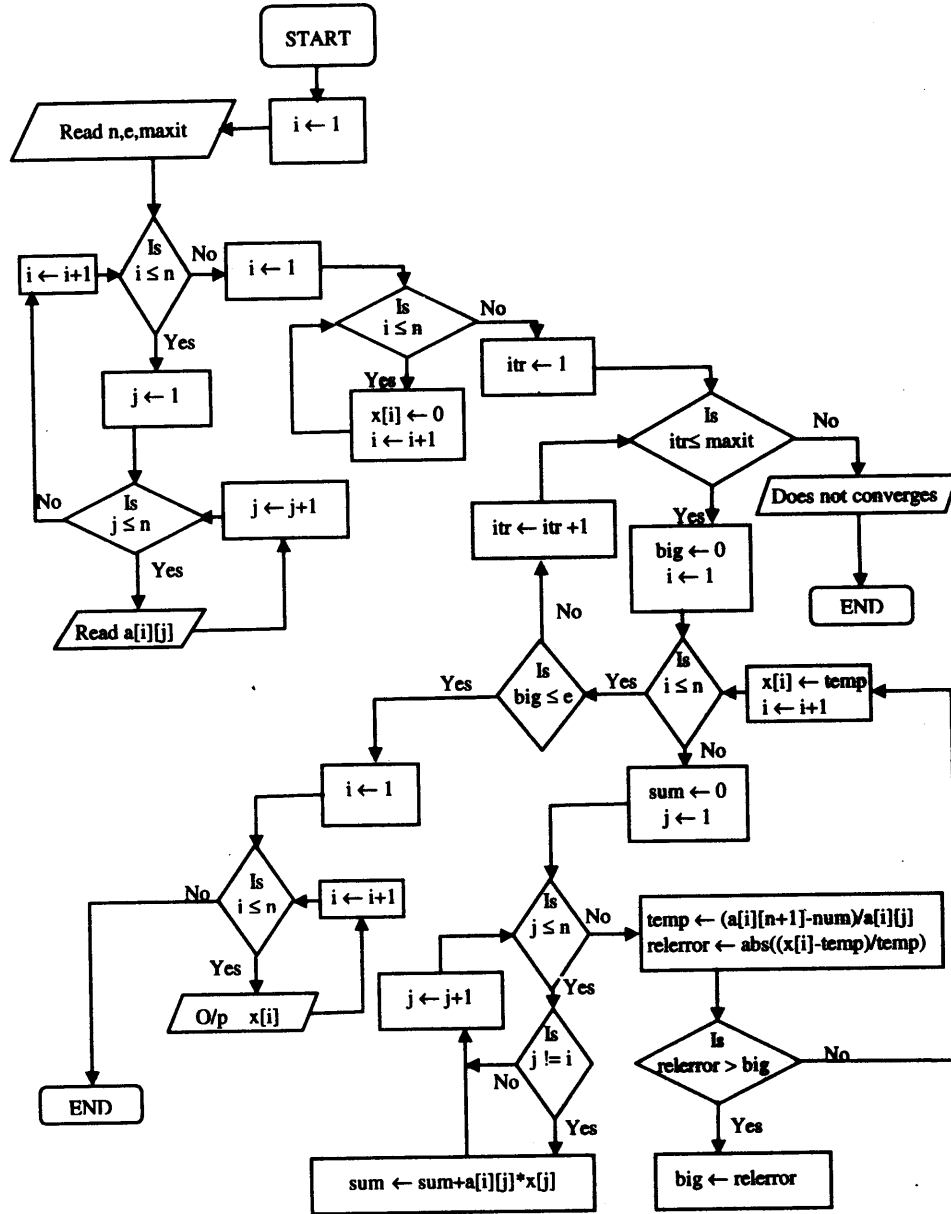 START
i ← 1
Read n,e,maxit
Is
i ≤ n
No
i ← i+1
i ← 1
Yes
Is
i ≤ n
No
j ← 1
itr ← 1
Yes
x[i] ← 0
i ← i+1
Is
itr≤ maxit
No
Is
j ≤ n
No
j ← j+1
Does not converges
itr ← itr +1
Yes
Yes
big ← 0
i ← 1
END
Read a[i][j]
No
Is
big ≤ e
Yes
Yes
Is
i ≤ n
x[i] ← temp
i ← i+1
No
i ← 1
sum ← 0
j ← 1
Is
i ≤ n
No
i ← i+1
Yes
O/p x[i]
END
Is
j ≤ n
No
temp ← (a[i][n+1]-num)/a[i][j]
relerror ← abs((x[i]-temp)/temp)
j ← j+1
Yes
Is
j != i
No
Yes
Is
relerror > big
No
Yes
sum ← sum+a[i][j]*x[j]
big ← relerror